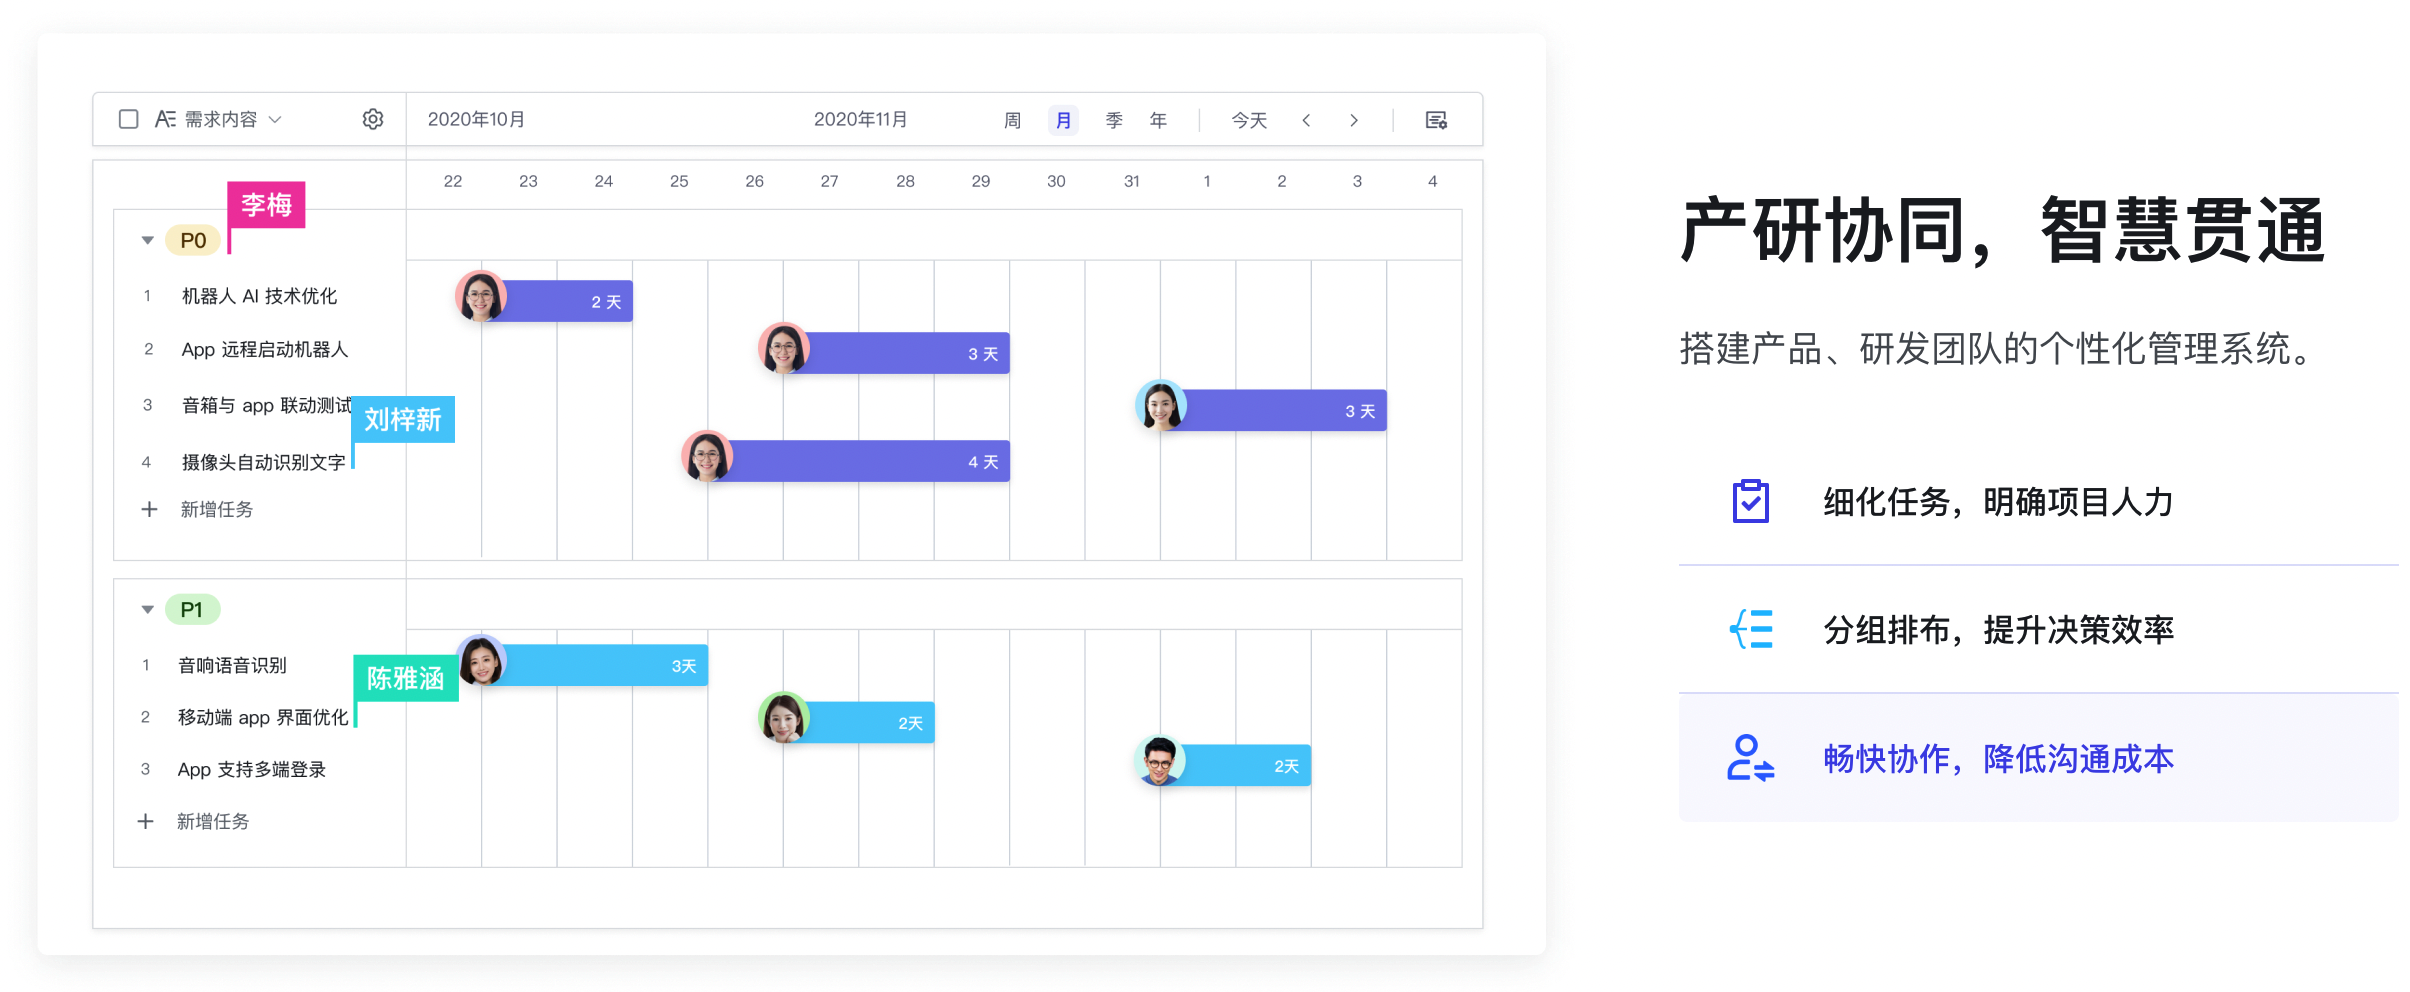 需求内容
2020年10月
2020年11月
周 月 季 年 今天
22 23 24 25 26 27 28 29 30 31 1 2 3 4
李梅
P0
1 机器人 AI 技术优化
2 天
2 App 远程启动机器人
3 天
3 音箱与 app 联动测试
3 天
刘梓新
4 摄像头自动识别文字
4 天
新增任务
P1
1 音响语音识别
3天
陈雅涵
2 移动端 app 界面优化
2天
3 App 支持多端登录
2天
新增任务
产研协同，智慧贯通
搭建产品、研发团队的个性化管理系统。
细化任务，明确项目人力
分组排布，提升决策效率
畅快协作，降低沟通成本